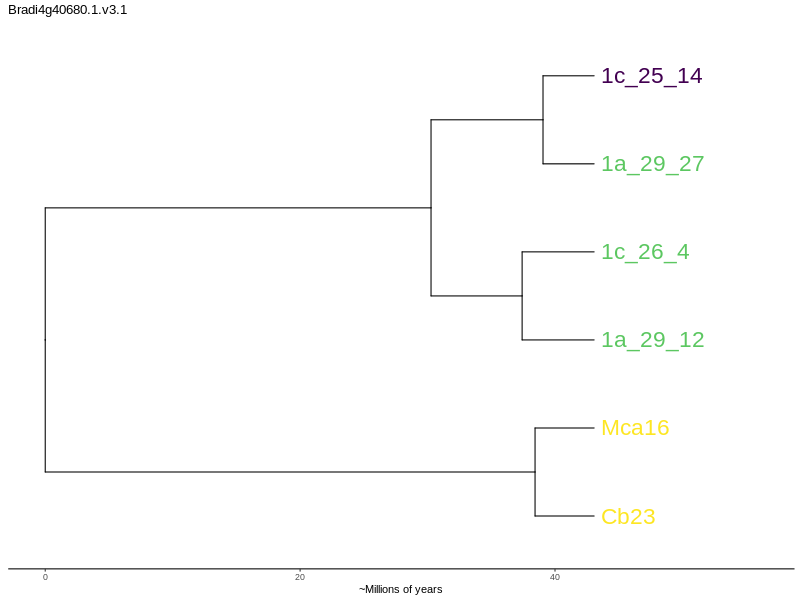 Bradi4g40680.1.v3.1
1c_25_14
1a_29_27
1c_26_4
1a_29_12
Mca16
Cb23
0 20 40
~Millions of years